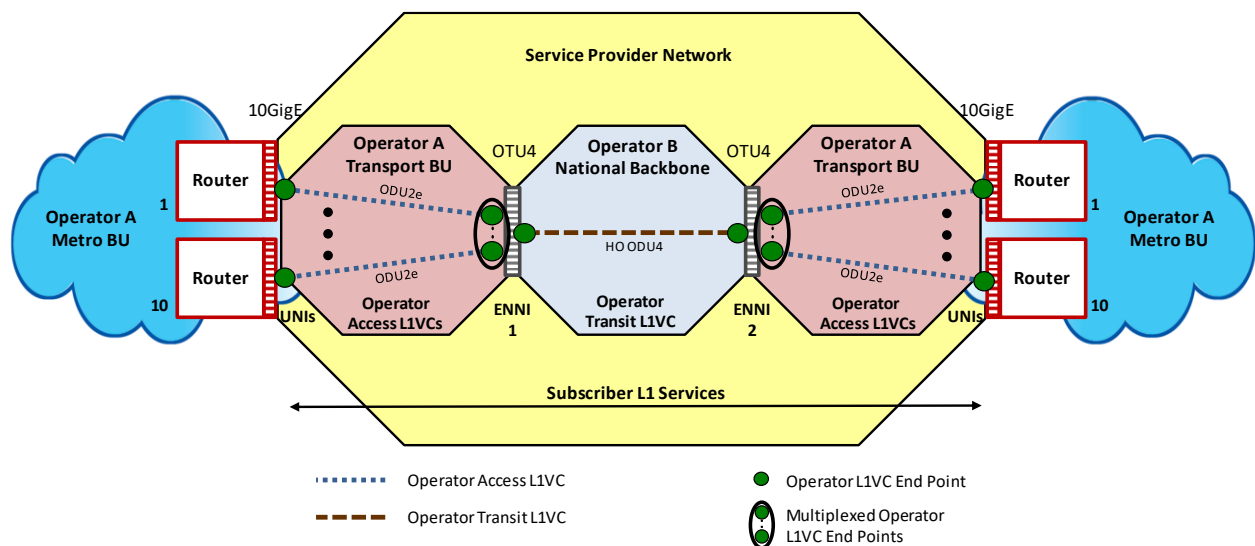 Service Provider Network
10GigE
10GigE
Operator A
Transport BU
OTU4
Operator B
National Backbone
OTU4
Operator A
Transport BU
Router
1
ODU2e
ODU2e
Router
1
Operator A
Metro BU
HO ODU4
Operator A
Metro BU
Router
10
ODU2e
ODU2e
Router
10
UNIs
Operator
Access L1VCs
ENNI
1
Operator
Transit L1VC
ENNI
2
Operator
Access L1VCs
UNIs
Subscriber L1 Services
Operator Access L1VC
Operator L1VC End Point
Operator Transit L1VC
Multiplexed Operator
L1VC End Points